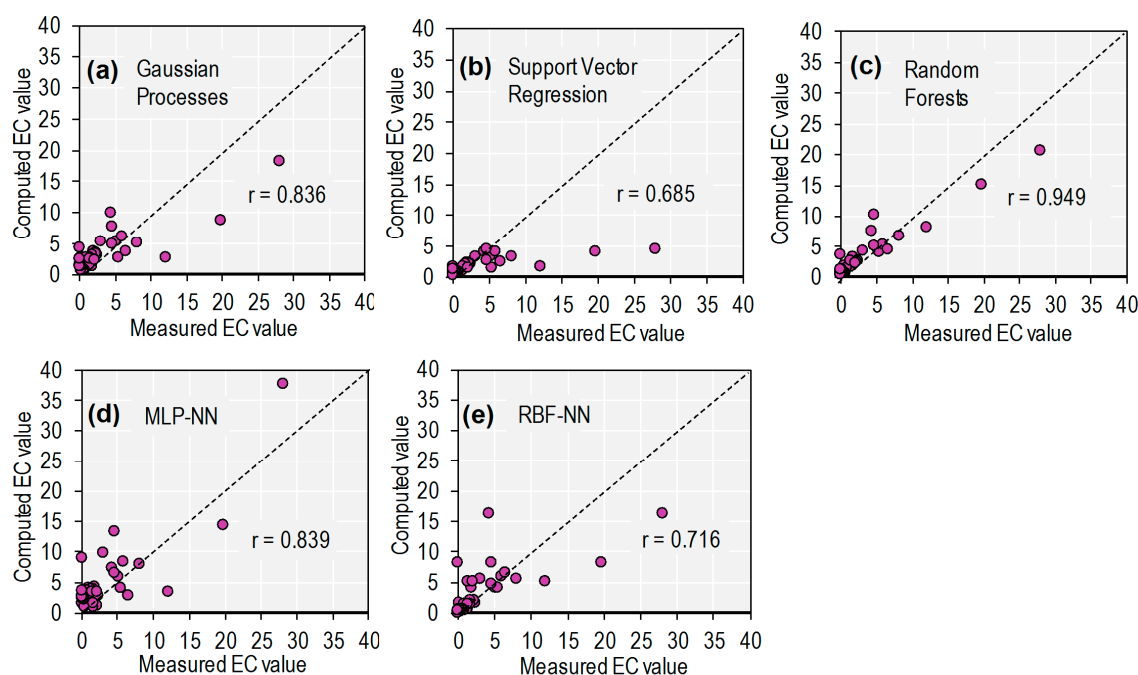 40
35
30
25
20
15
10
5
0
Computed EC value
(a)
Gaussian
Processes
r = 0.836
0 5 10 15 20 25 30 35 40
Measured EC value
40
35
30
25
20
15
10
5
0
Computed EC value
(b)
Support Vector
Regression
r = 0.685
0 5 10 15 20 25 30 35 40
Measured EC value
40
35
30
25
20
15
10
5
0
Computed EC value
(c)
Random
Forests
r = 0.949
0 5 10 15 20 25 30 35 40
Measured EC value
40
35
30
25
20
15
10
5
0
Computed EC value
(d)
MLP-NN
r = 0.839
0 5 10 15 20 25 30 35 40
Measured EC value
40
35
30
25
20
15
10
5
0
Computed value
(e)
RBF-NN
r = 0.716
0 5 10 15 20 25 30 35 40
Measured EC value